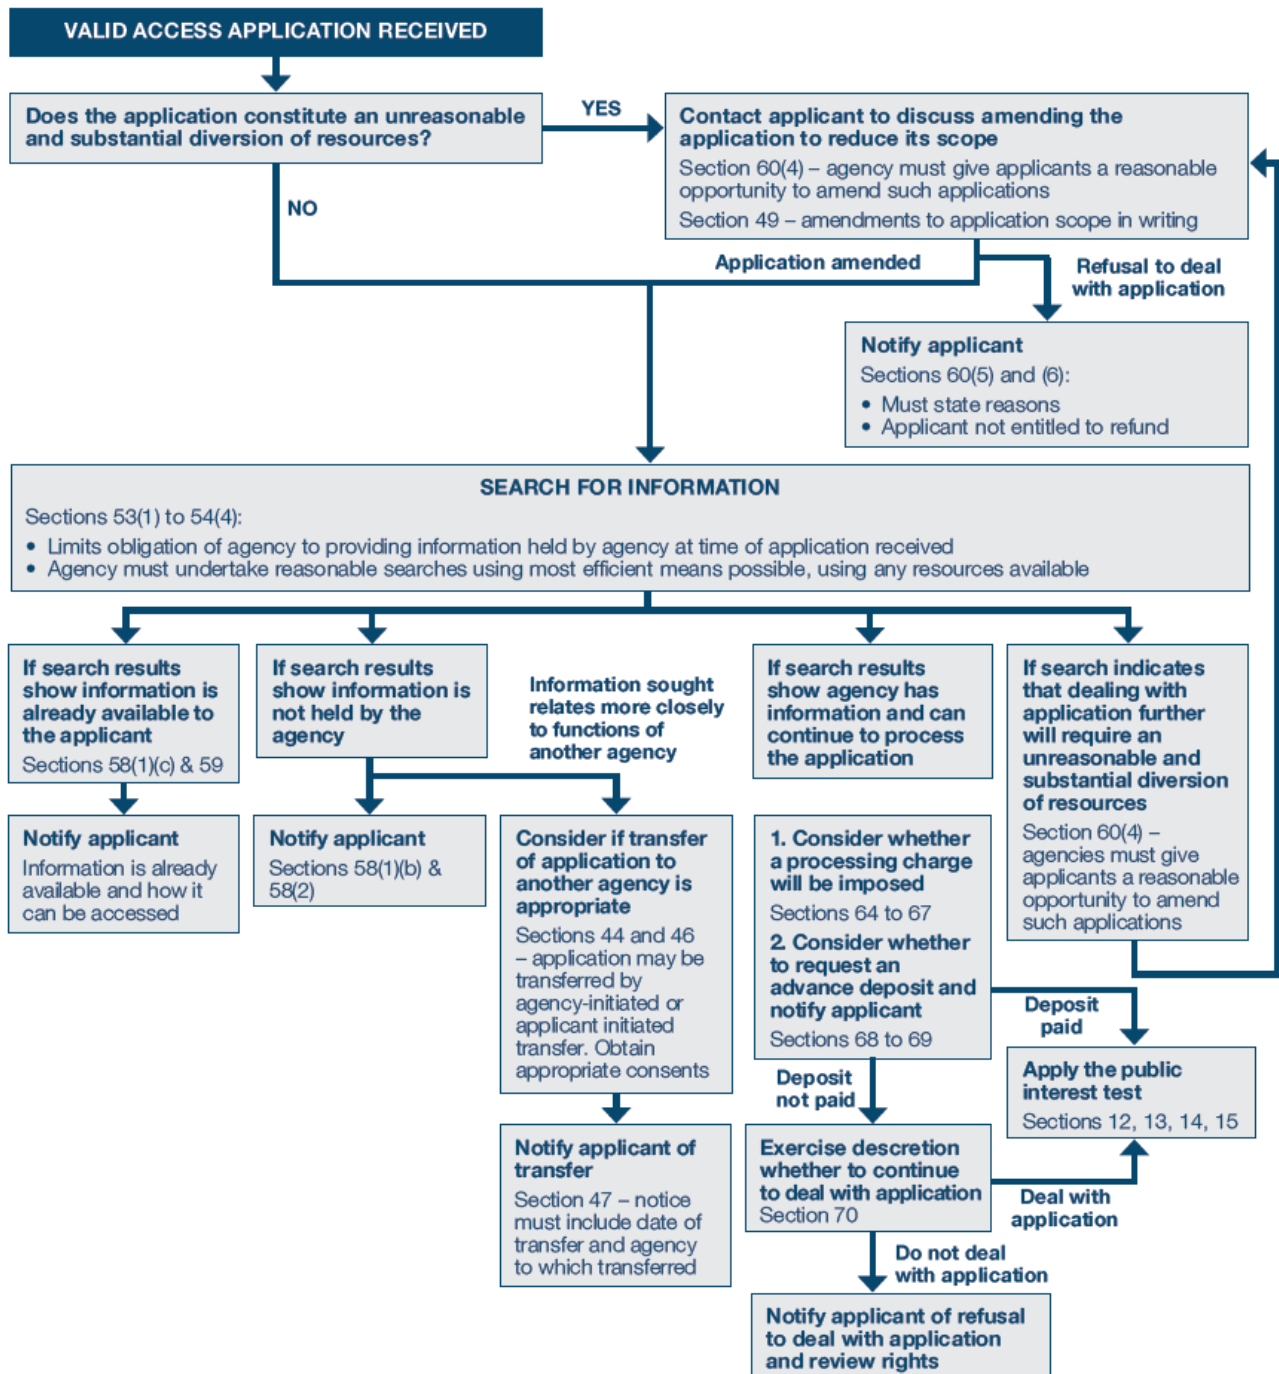 VALID ACCESS APPLICATION RECEIVED
Does the application constitute an unreasonable
and substantial diversion of resources?
YES
Contact applicant to discuss amending the
application to reduce its scope
Section 60(4) – agency must give applicants a reasonable
opportunity to amend such applications
Section 49 – amendments to application scope in writing
NO
Application amended
Refusal to deal
with application
Notify applicant
Sections 60(5) and (6):
• Must state reasons
• Applicant not entitled to refund
SEARCH FOR INFORMATION
Sections 53(1) to 54(4):
• Limits obligation of agency to providing information held by agency at time of application received
• Agency must undertake reasonable searches using most efficient means possible, using any resources available
If search results
show information is
already available to
the applicant
Sections 58(1)(c) & 59
Notify applicant
Information is already
available and how it
can be accessed
If search results
show information is
not held by the
agency
Notify applicant
Sections 58(1)(b) &
58(2)
Information sought
relates more closely
to functions of
another agency
Consider if transfer
of application to
another agency is
appropriate
Sections 44 and 46
– application may be
transferred by
agency-initiated or
applicant initiated
transfer. Obtain
appropriate consents
Notify applicant of
transfer
Section 47 – notice
must include date of
transfer and agency
to which transferred
If search results
show agency has
information and can
continue to process
the application
1. Consider whether
a processing charge
will be imposed
Sections 64 to 67
2. Consider whether
to request an
advance deposit and
notify applicant
Sections 68 to 69
Deposit
not paid
Exercise descretion
whether to continue
to deal with application
Section 70
Do not deal
with application
Notify applicant of refusal
to deal with application
and review rights
If search indicates
that dealing with
application further
will require an
unreasonable and
substantial diversion
of resources
Section 60(4) –
agencies must give
applicants a reasonable
opportunity to amend
such applications
Deposit
paid
Apply the public
interest test
Sections 12, 13, 14, 15
Deal with
application